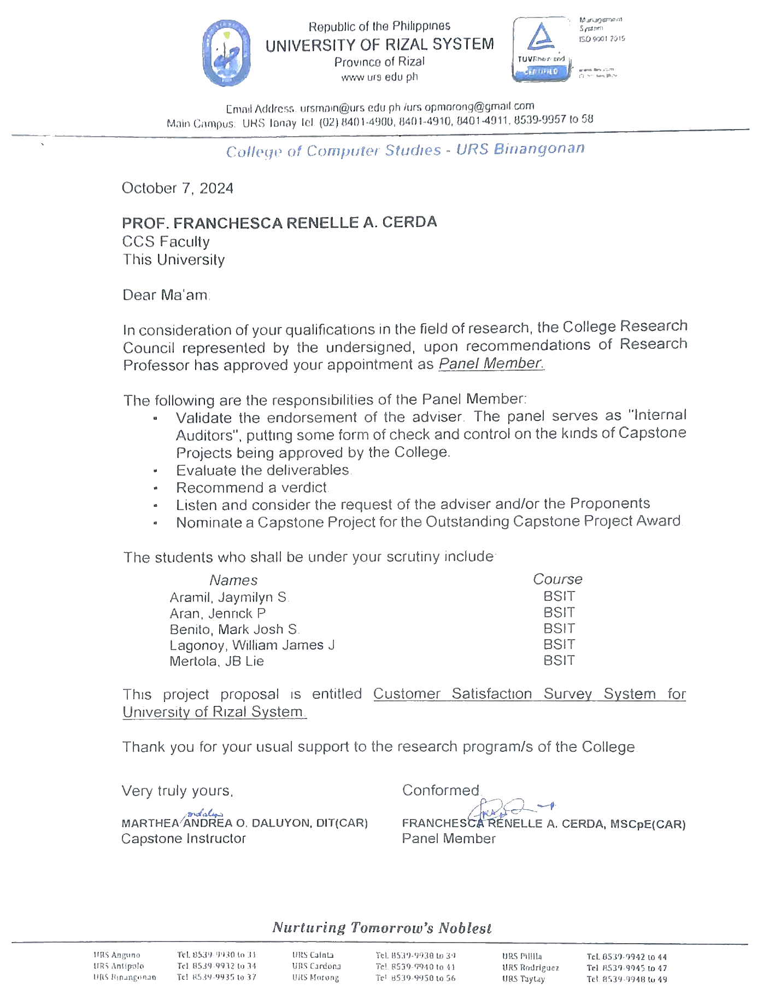 Republic of the Philippines
UNIVERSITY OF RIZAL SYSTEM
Province of Rizal
www urs edu ph
Management
System
ISO 9001 2015
TUVRheinland
CERTIFIED
Email Address. ursmain@urs edu ph /urs opmorong@gmail com
Main Campus: URS Tanay Tel (02) 8401-4900, 8401-4910, 8401-4911, 8539-9957 to 58
College of Computer Studies - URS Binangonan
October 7, 2024
PROF. FRANCHESCA RENELLE A. CERDA
CCS Faculty
This University
Dear Ma'am:
In consideration of your qualifications in the field of research, the College Research
Council represented by the undersigned, upon recommendations of Research
Professor has approved your appointment as Panel Member.
The following are the responsibilities of the Panel Member:
▪ Validate the endorsement of the adviser. The panel serves as "Internal
Auditors", putting some form of check and control on the kinds of Capstone
Projects being approved by the College.
▪ Evaluate the deliverables.
▪ Recommend a verdict.
▪ Listen and consider the request of the adviser and/or the Proponents
▪ Nominate a Capstone Project for the Outstanding Capstone Project Award.
The students who shall be under your scrutiny include:
Names Course
Aramil, Jaymilyn S. BSIT
Aran, Jenrick P BSIT
Benito, Mark Josh S. BSIT
Lagonoy, William James J BSIT
Mertola, JB Lie BSIT
This project proposal is entitled Customer Satisfaction Survey System for
University of Rizal System.
Thank you for your usual support to the research program/s of the College
Very truly yours, Conformed.
MARTHEA ANDREA O. DALUYON, DIT(CAR) FRANCHESCA RENELLE A. CERDA, MSCpE(CAR)
Capstone Instructor Panel Member
Nurturing Tomorrow's Noblest
URS Angono Tel. 8539-9930 to 31 URS Cainta Tel. 8539-9938 to 39 URS Pililla Tel. 8539-9942 to 44
URS Antipolo Tel 8539-9932 to 34 URS Cardona Tel 8539-9940 to 41 URS Rodriguez Tel 8539-9945 to 47
URS Binangonan Tel 8539-9935 to 37 URS Morong Tel 8539-9950 to 56 URS Taytay Tel. 8539-9948 to 49